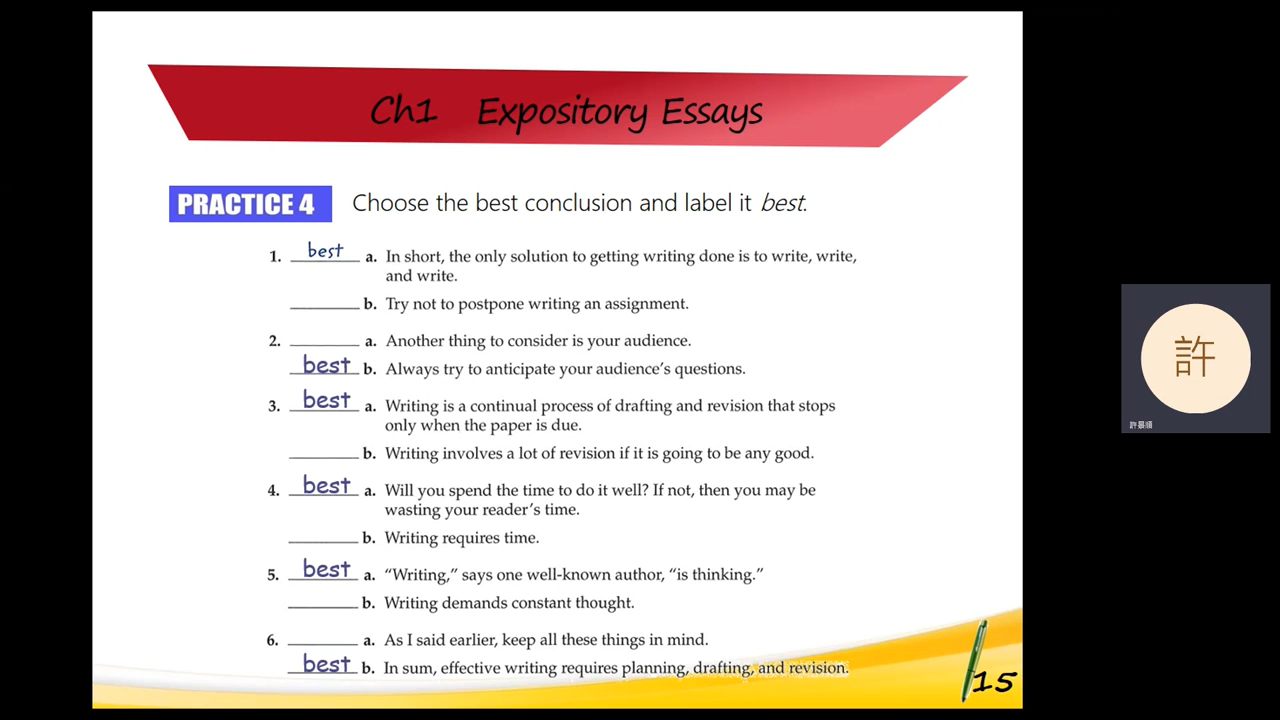 Ch1 Expository Essays
PRACTICE 4 Choose the best conclusion and label it best.
1. best a. In short, the only solution to getting writing done is to write, write,
and write.
b. Try not to postpone writing an assignment.
2. a. Another thing to consider is your audience.
best b. Always try to anticipate your audience's questions.
3. best a. Writing is a continual process of drafting and revision that stops
only when the paper is due.
b. Writing involves a lot of revision if it is going to be any good.
4. best a. Will you spend the time to do it well? If not, then you may be
wasting your reader's time.
b. Writing requires time.
5. best a. “Writing,” says one well-known author, “is thinking.”
b. Writing demands constant thought.
6. a. As I said earlier, keep all these things in mind.
best b. In sum, effective writing requires planning, drafting, and revision.
15
許
許景順